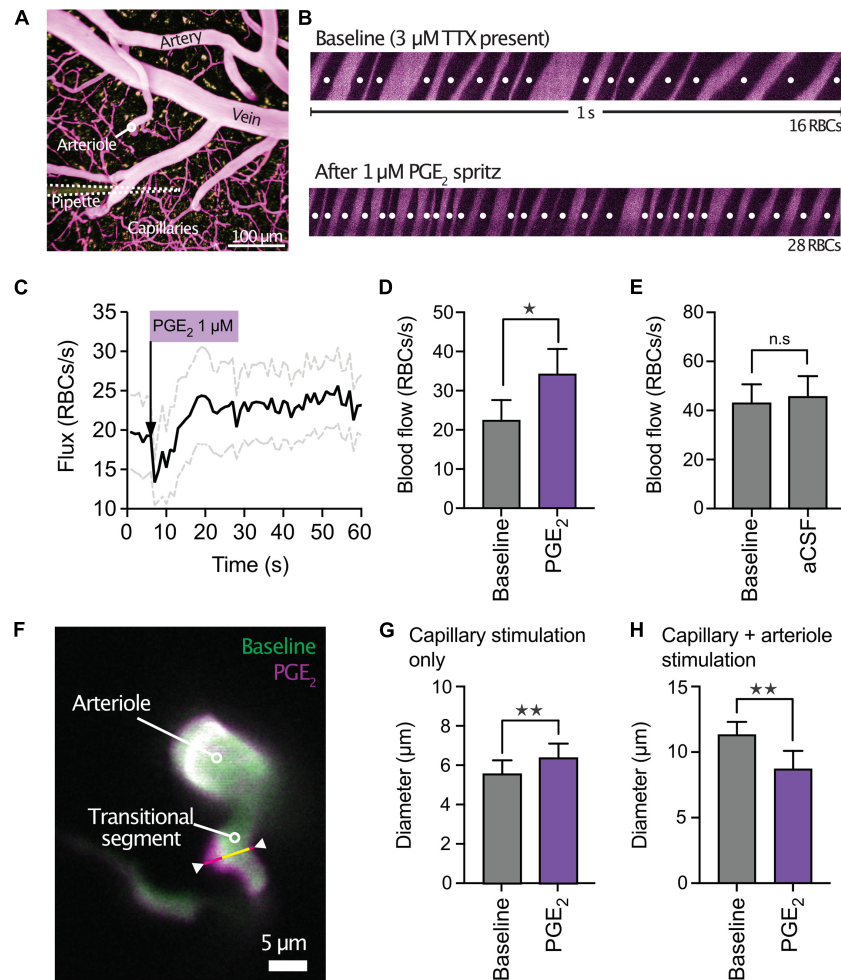 A
Artery
Vein
Arteriole
Pipette
Capillaries
100 µm
B
Baseline (3 µM TTX present)
1 s
16 RBCs
After 1 µM PGE₂ spritz
28 RBCs
C
PGE₂ 1 µM
Flux (RBCs/s)
35
30
25
20
15
10
0 10 20 30 40 50 60
Time (s)
D
Blood flow (RBCs/s)
50
40
30
20
10
0
★
Baseline
PGE₂
E
Blood flow (RBCs/s)
80
60
40
20
0
n.s
Baseline
aCSF
F
Baseline
PGE₂
Arteriole
Transitional
segment
5 µm
G Capillary stimulation
only
Diameter (µm)
10
8
6
4
2
0
★★
Baseline
PGE₂
H Capillary + arteriole
stimulation
Diameter (µm)
15
10
5
0
★★
Baseline
PGE₂